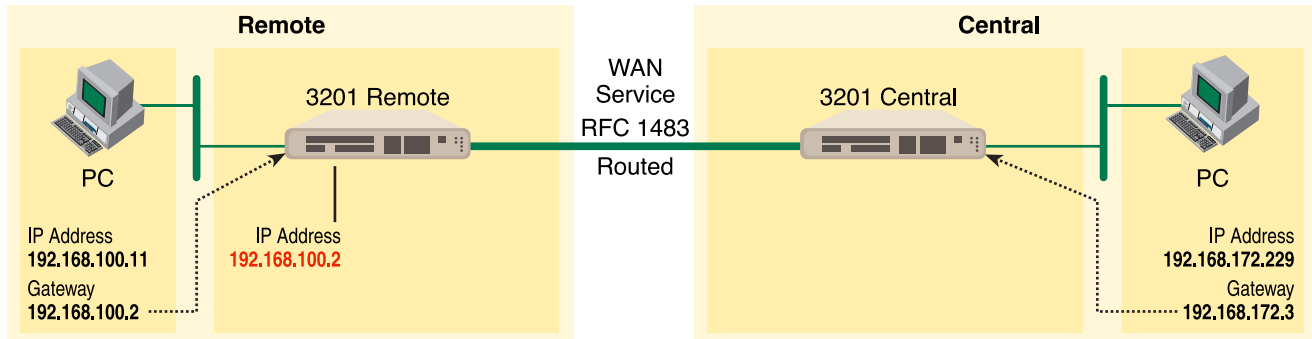 Remote
Central
3201 Remote
WAN
Service
RFC 1483
Routed
3201 Central
PC
PC
IP Address
192.168.100.11
Gateway
192.168.100.2
IP Address
192.168.100.2
IP Address
192.168.172.229
Gateway
192.168.172.3